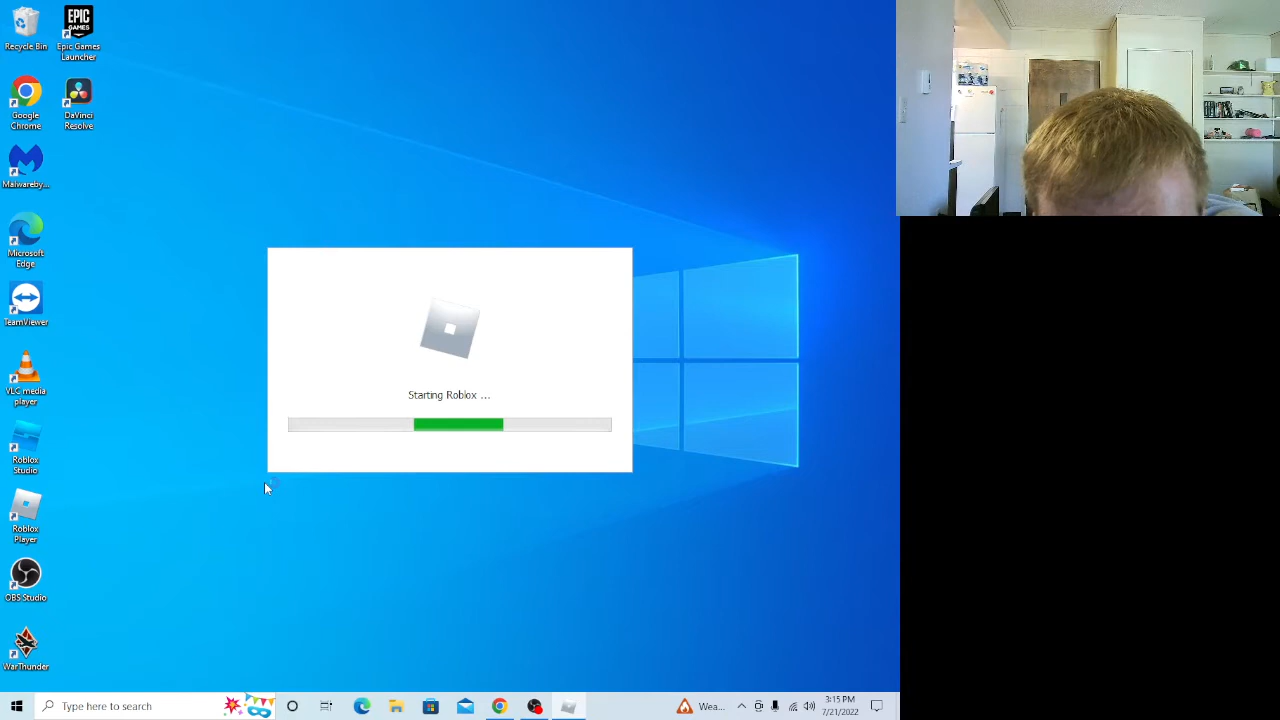 Recycle Bin
EPIC
GAMES
Epic Games
Launcher
Google
Chrome
DaVinci
Resolve
Malwareby...
Microsoft
Edge
TeamViewer
VLC media
player
Roblox
Studio
Roblox
Player
OBS Studio
WarThunder
Starting Roblox ...
Type here to search
Wea...
3:15 PM
7/21/2022